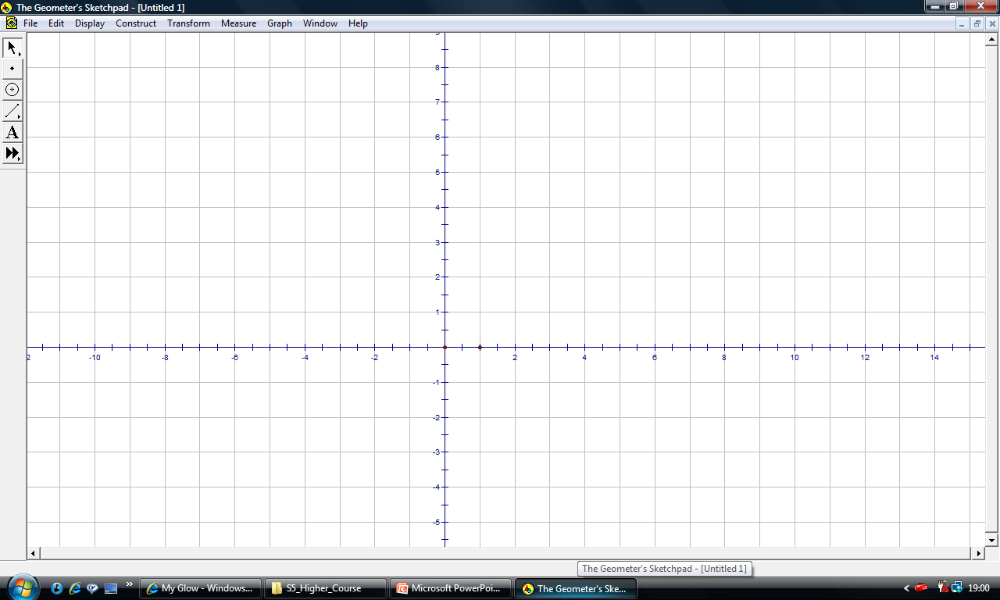 The Geometer's Sketchpad - [Untitled 1]
File Edit Display Construct Transform Measure Graph Window Help
A
8
7
6
5
4
3
2
1
2 -10 -8 -6 -4 -2 2 4 6 8 10 12 14
-1
-2
-3
-4
-5
The Geometer's Sketchpad - [Untitled 1]
My Glow - Windows... S5_Higher_Course Microsoft PowerPoi... The Geometer's Ske... 19:00